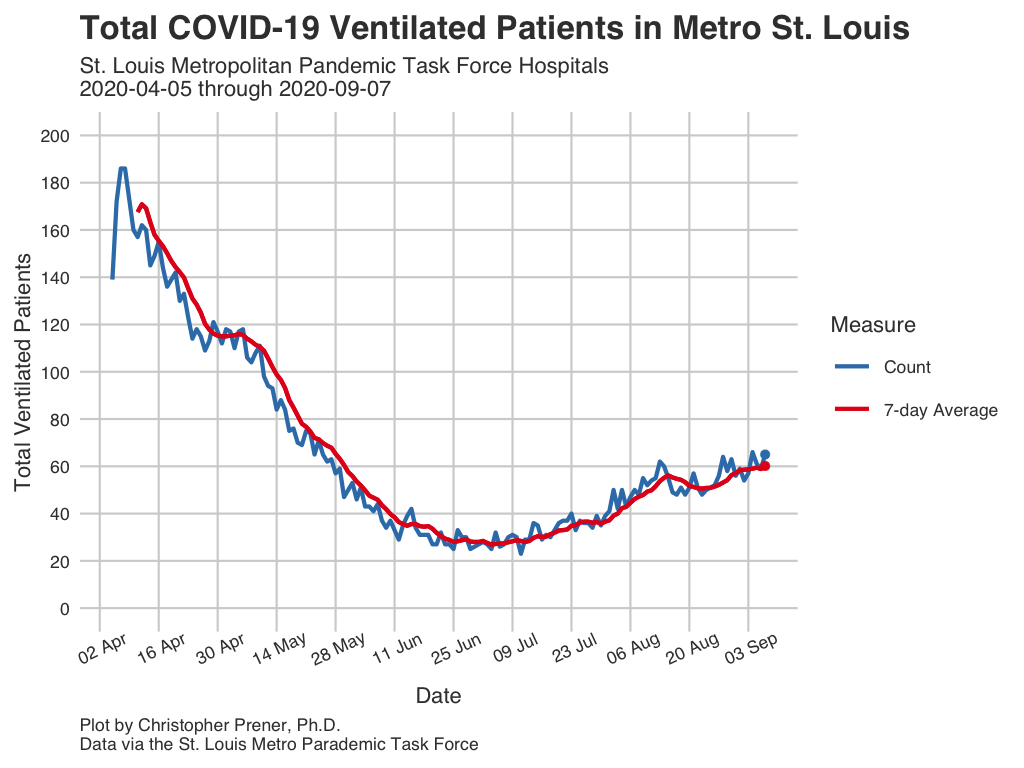 Total COVID-19 Ventilated Patients in Metro St. Louis
St. Louis Metropolitan Pandemic Task Force Hospitals
2020-04-05 through 2020-09-07
Total Ventilated Patients
200
180
160
140
120
100
80
60
40
20
0
02 Apr
16 Apr
30 Apr
14 May
28 May
11 Jun
25 Jun
09 Jul
23 Jul
06 Aug
20 Aug
03 Sep
Date
Measure
Count
7-day Average
Plot by Christopher Prener, Ph.D.
Data via the St. Louis Metro Parademic Task Force